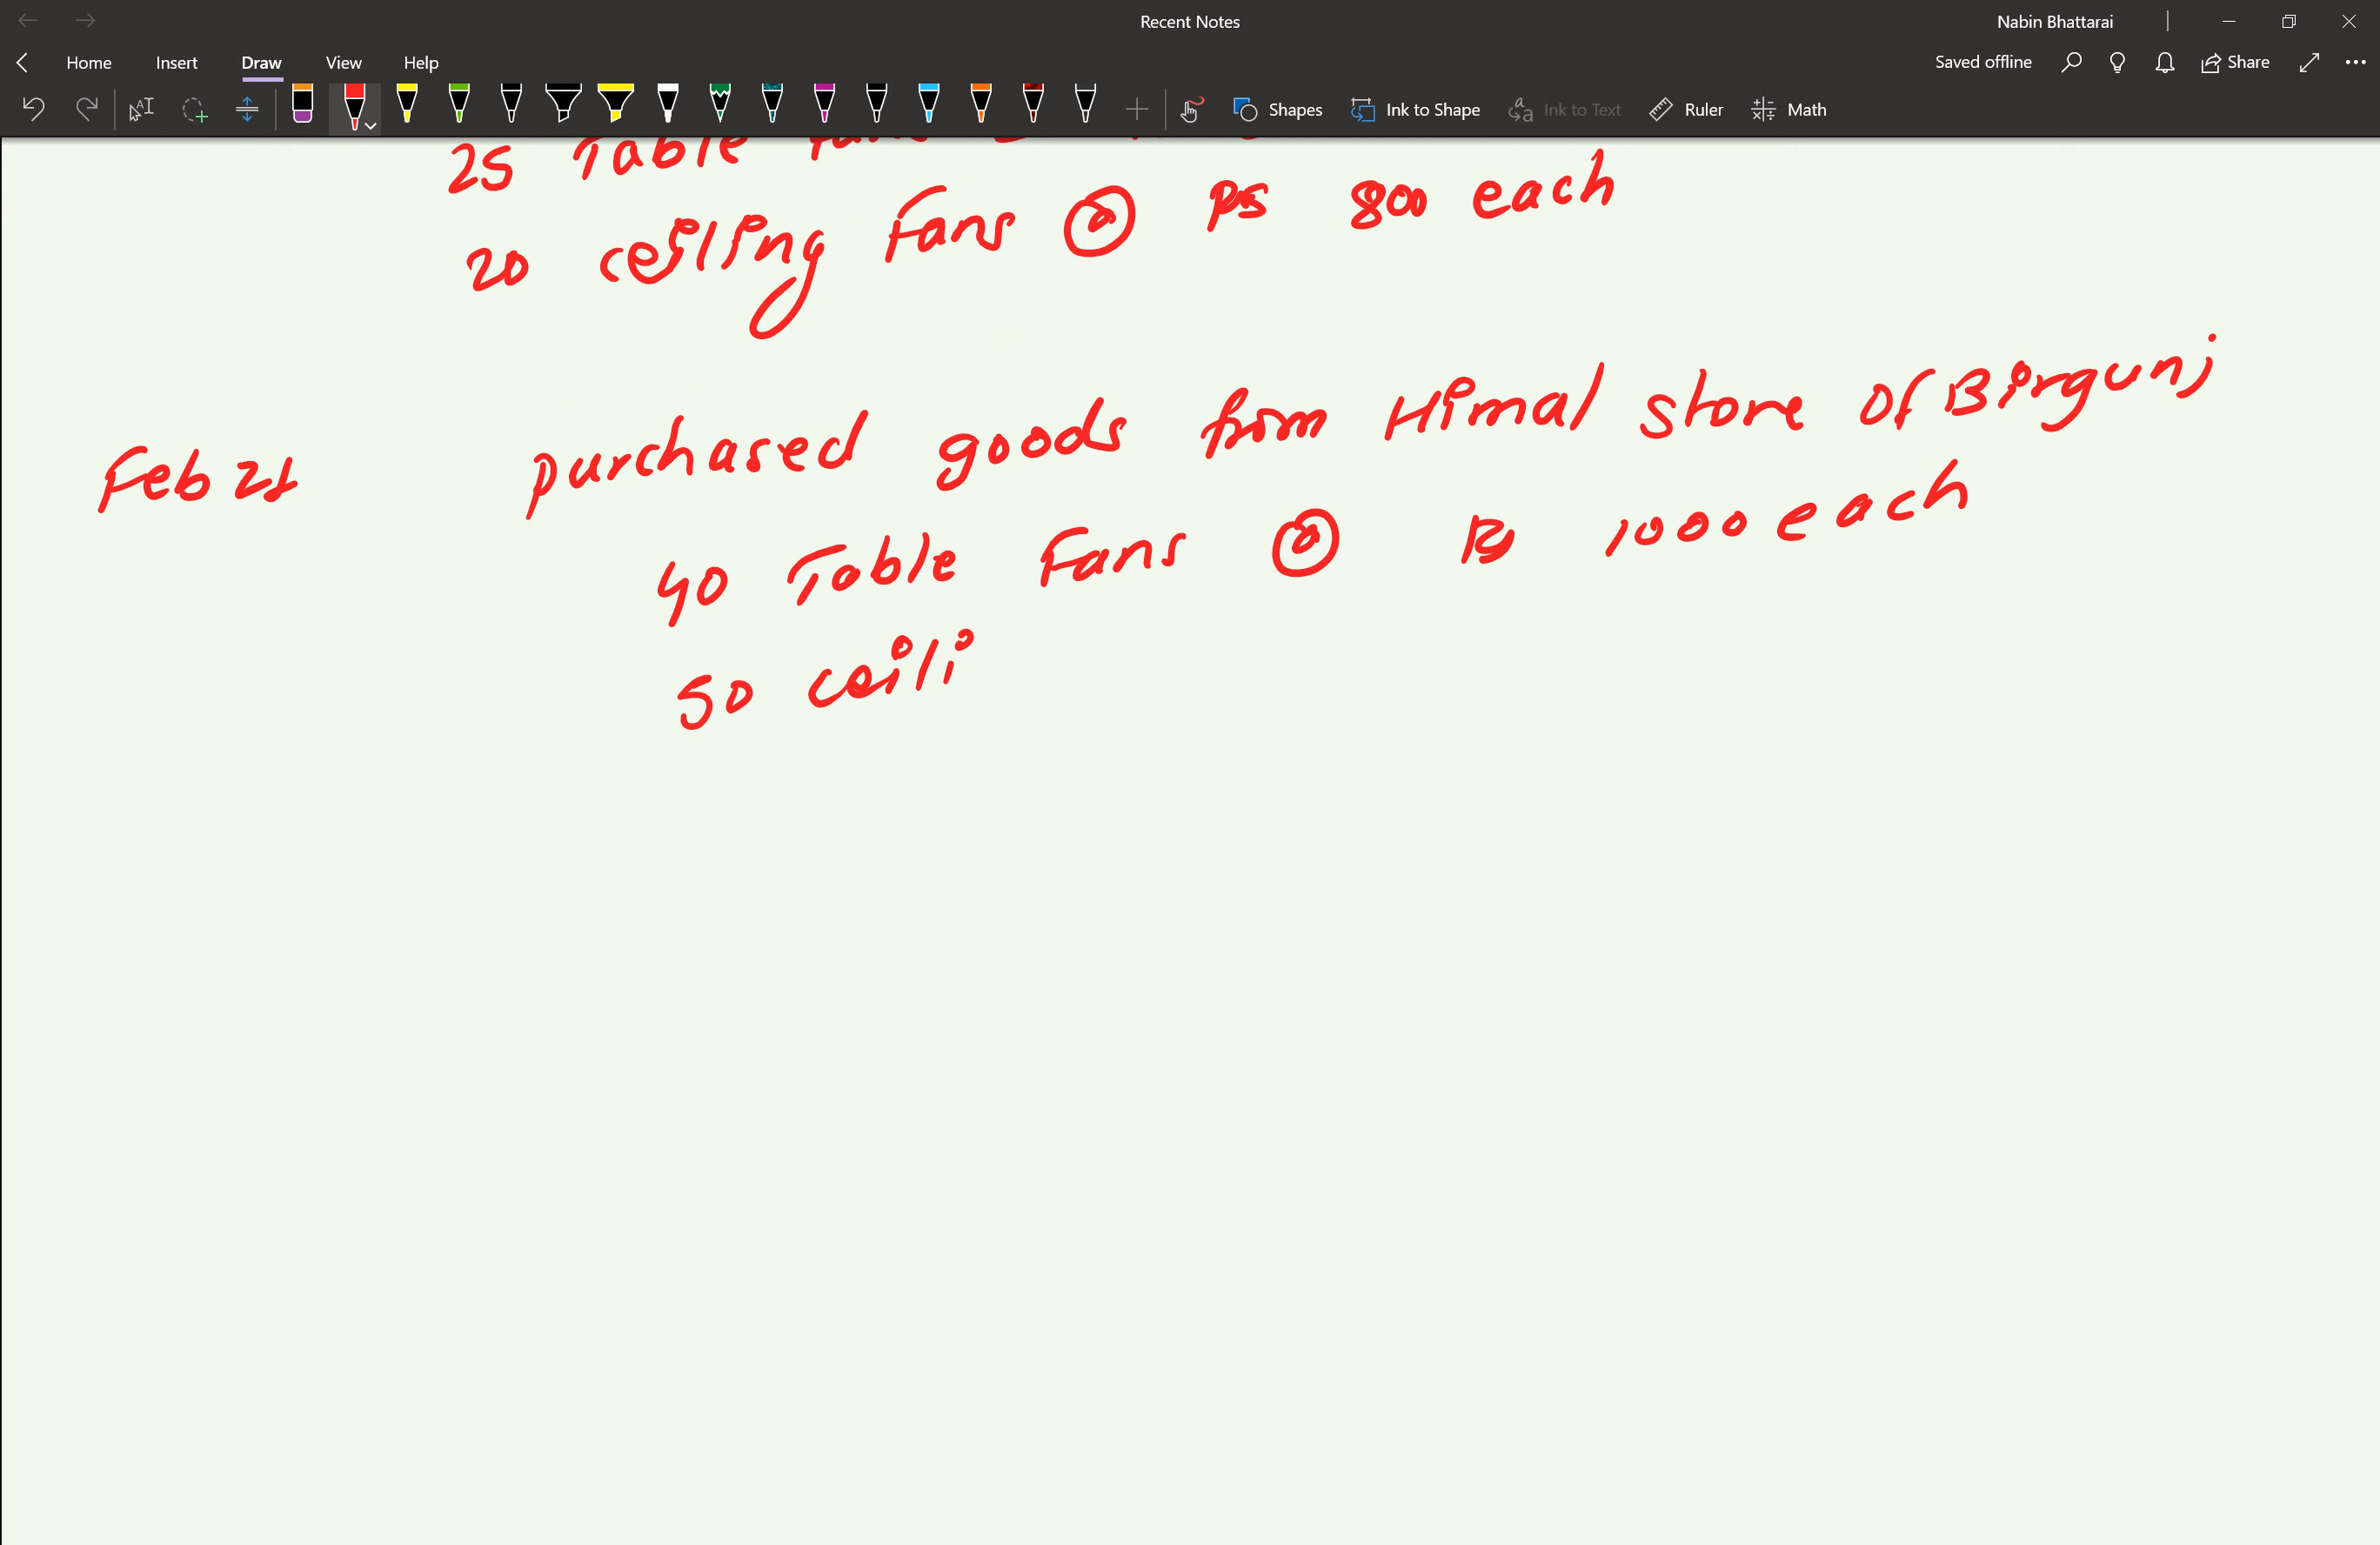 Recent Notes
Nabin Bhattarai
Home Insert Draw View Help
Saved offline
Share
Shapes
Ink to Shape
Ink to Text
Ruler
Math
25 Table
20 ceiling Fans @ Rs 800 each
Feb 21 purchased goods from Himal store of Birgunj
40 Table Fans @ Rs 1000 each
50 ceili